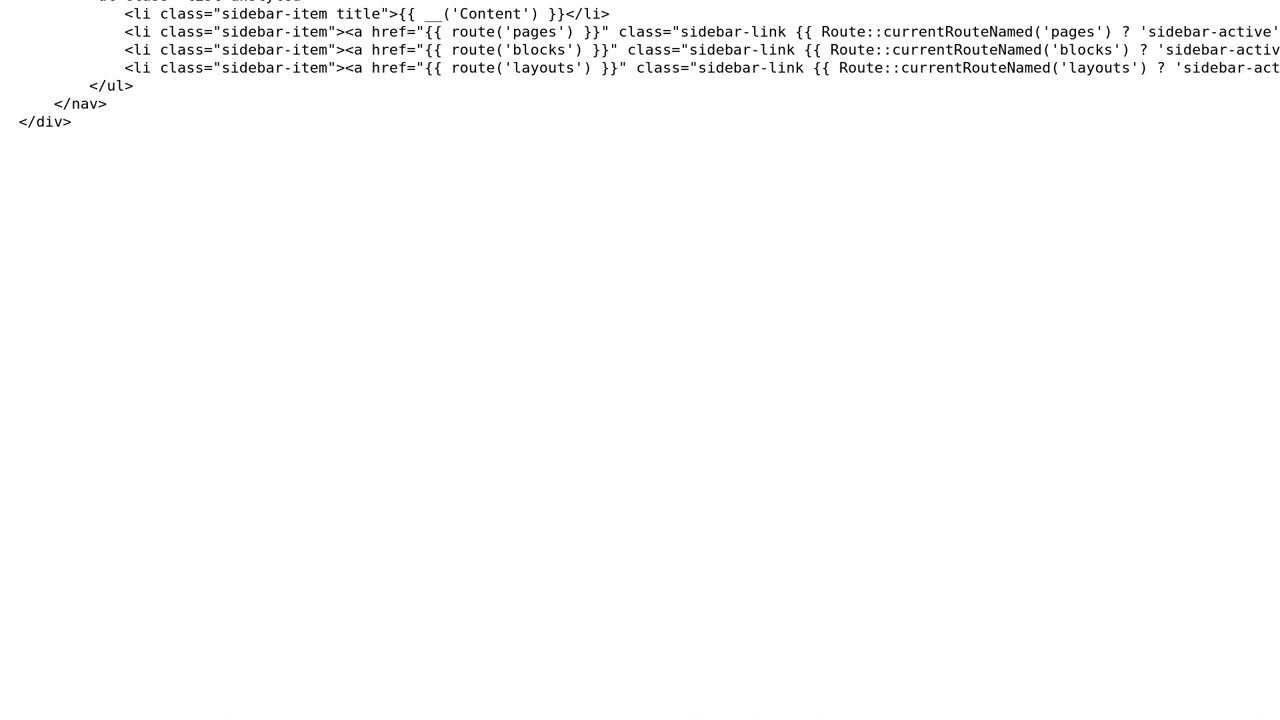 <li class="sidebar-item title">{{ __('Content') }}</li>
<li class="sidebar-item"><a href="{{ route('pages') }}" class="sidebar-link {{ Route::currentRouteNamed('pages') ? 'sidebar-active'
<li class="sidebar-item"><a href="{{ route('blocks') }}" class="sidebar-link {{ Route::currentRouteNamed('blocks') ? 'sidebar-activ
<li class="sidebar-item"><a href="{{ route('layouts') }}" class="sidebar-link {{ Route::currentRouteNamed('layouts') ? 'sidebar-act
</ul>
</nav>
</div>